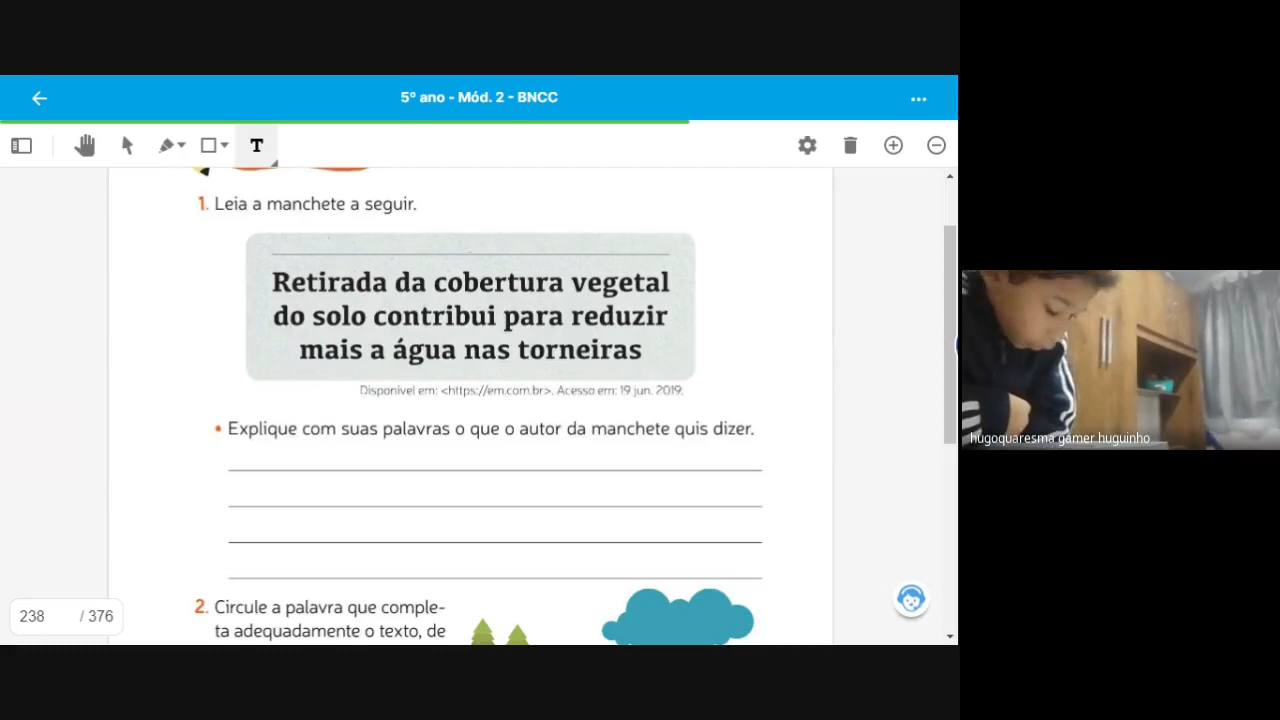 5º ano - Mód. 2 - BNCC
T
1. Leia a manchete a seguir.
Retirada da cobertura vegetal
do solo contribui para reduzir
mais a água nas torneiras
Disponível em: <https://em.com.br>. Acesso em: 19 jun. 2019.
• Explique com suas palavras o que o autor da manchete quis dizer.
2. Circule a palavra que comple-
ta adequadamente o texto, de
238 / 376
hugoquaresma gamer huguinho